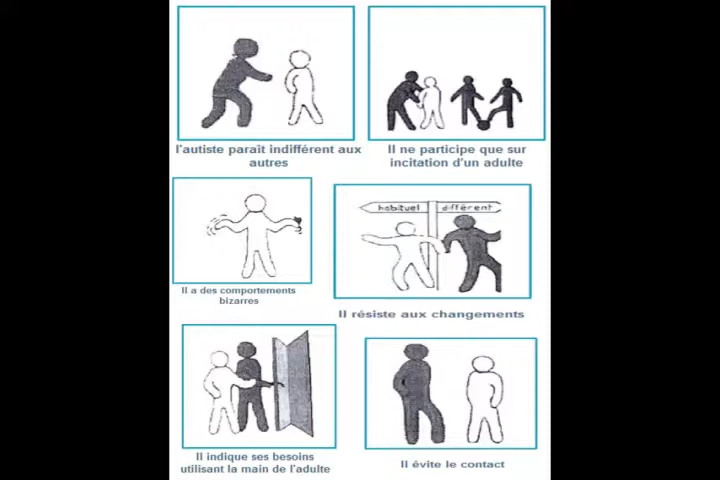 l'autiste paraît indifférent aux
autres
Il ne participe que sur
incitation d'un adulte
Il a des comportements
bizarres
habituel
différent
Il résiste aux changements
Il indique ses besoins
utilisant la main de l'adulte
Il évite le contact